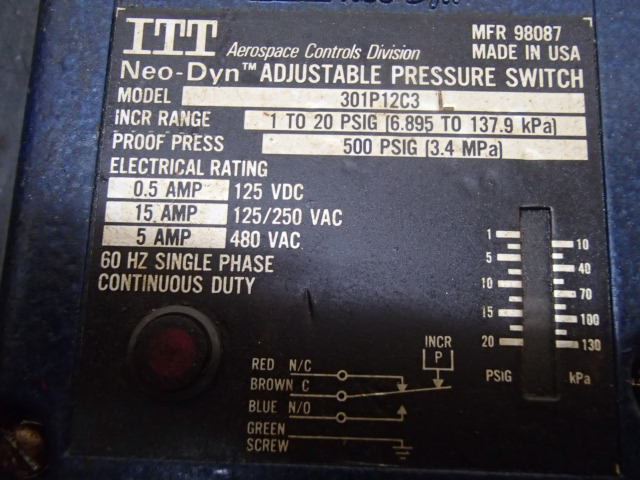 ITT Aerospace Controls Division
MFR 98087
MADE IN USA
Neo-Dyn™ ADJUSTABLE PRESSURE SWITCH
MODEL 301P12C3
INCR RANGE 1 TO 20 PSIG (6.895 TO 137.9 kPa)
PROOF PRESS 500 PSIG (3.4 MPa)
ELECTRICAL RATING
0.5 AMP 125 VDC
15 AMP 125/250 VAC
5 AMP 480 VAC
60 HZ SINGLE PHASE
CONTINUOUS DUTY
1
10
5
40
10
70
15
100
20
130
PSIG kPa
INCR
P
RED N/C
BROWN C
BLUE N/O
GREEN
SCREW